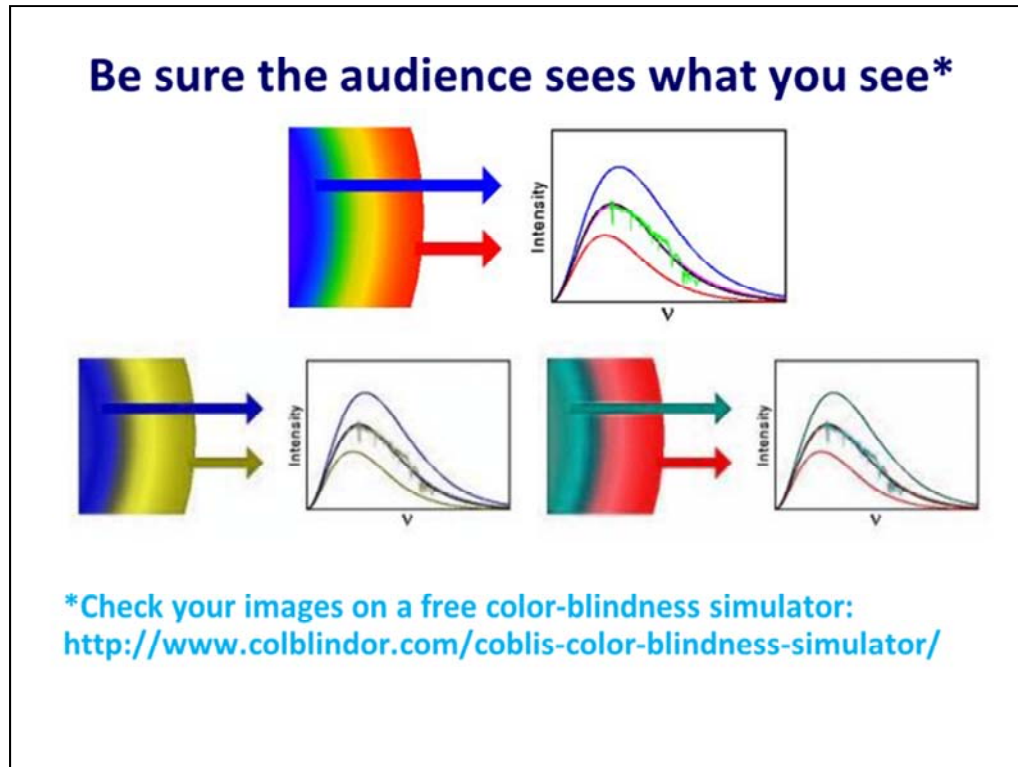 Be sure the audience sees what you see*
Intensity
ν
Intensity
ν
Intensity
ν
*Check your images on a free color-blindness simulator:
http://www.colblindor.com/coblis-color-blindness-simulator/